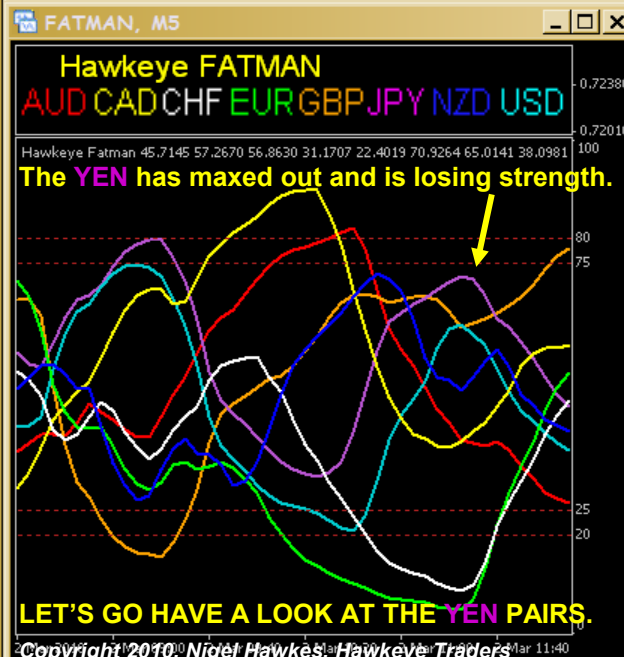 FATMAN, M5
Hawkeye FATMAN
AUD CAD CHF EUR GBP JPY NZD USD
0.72380
0.72010
Hawkeye Fatman 45.7145 57.2670 56.8630 31.1707 22.4019 70.9264 65.0141 38.0981
100
The YEN has maxed out and is losing strength.
80
75
25
20
0
LET'S GO HAVE A LOOK AT THE YEN PAIRS.
Mar 11:40
Copyright 2010, Nigel Hawkes, Hawkeye Traders